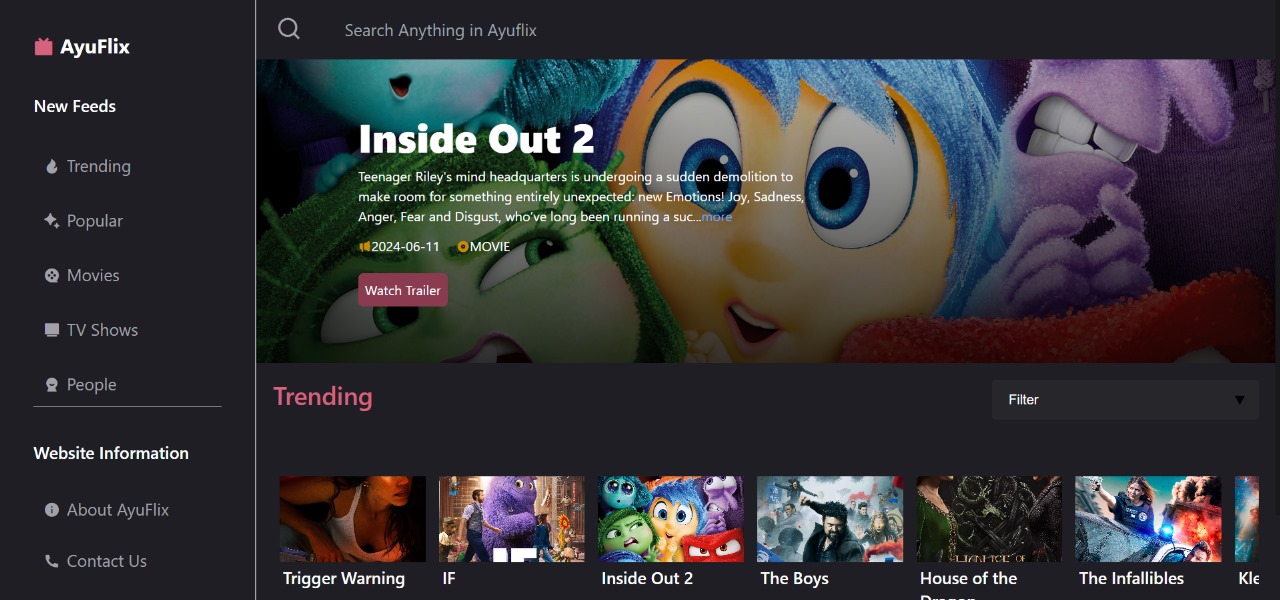 AyuFlix
New Feeds
Trending
Popular
Movies
TV Shows
People
Website Information
About AyuFlix
Contact Us
Search Anything in Ayuflix
Inside Out 2
Teenager Riley's mind headquarters is undergoing a sudden demolition to
make room for something entirely unexpected: new Emotions! Joy, Sadness,
Anger, Fear and Disgust, who've long been running a suc...more
2024-06-11 MOVIE
Watch Trailer
Trending
Filter
IF
Trigger Warning
IF
Inside Out 2
The Boys
House of the
Dragon
The Infallibles
Kle